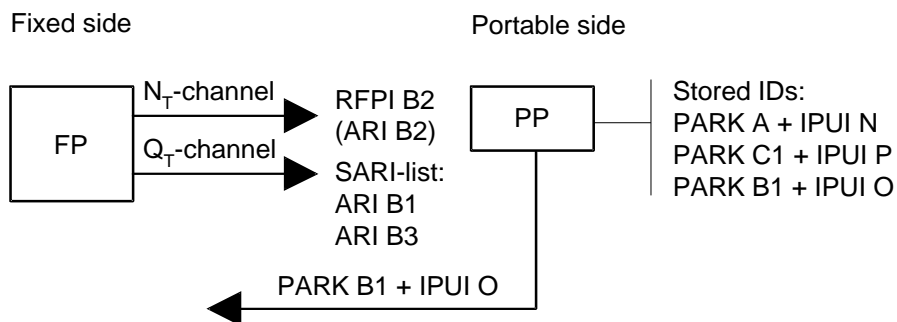 Fixed side
Portable side
FP
N_T-channel
RFPI B2
(ARI B2)
Q_T-channel
SARI-list:
ARI B1
ARI B3
PP
Stored IDs:
PARK A + IPUI N
PARK C1 + IPUI P
PARK B1 + IPUI O
PARK B1 + IPUI O